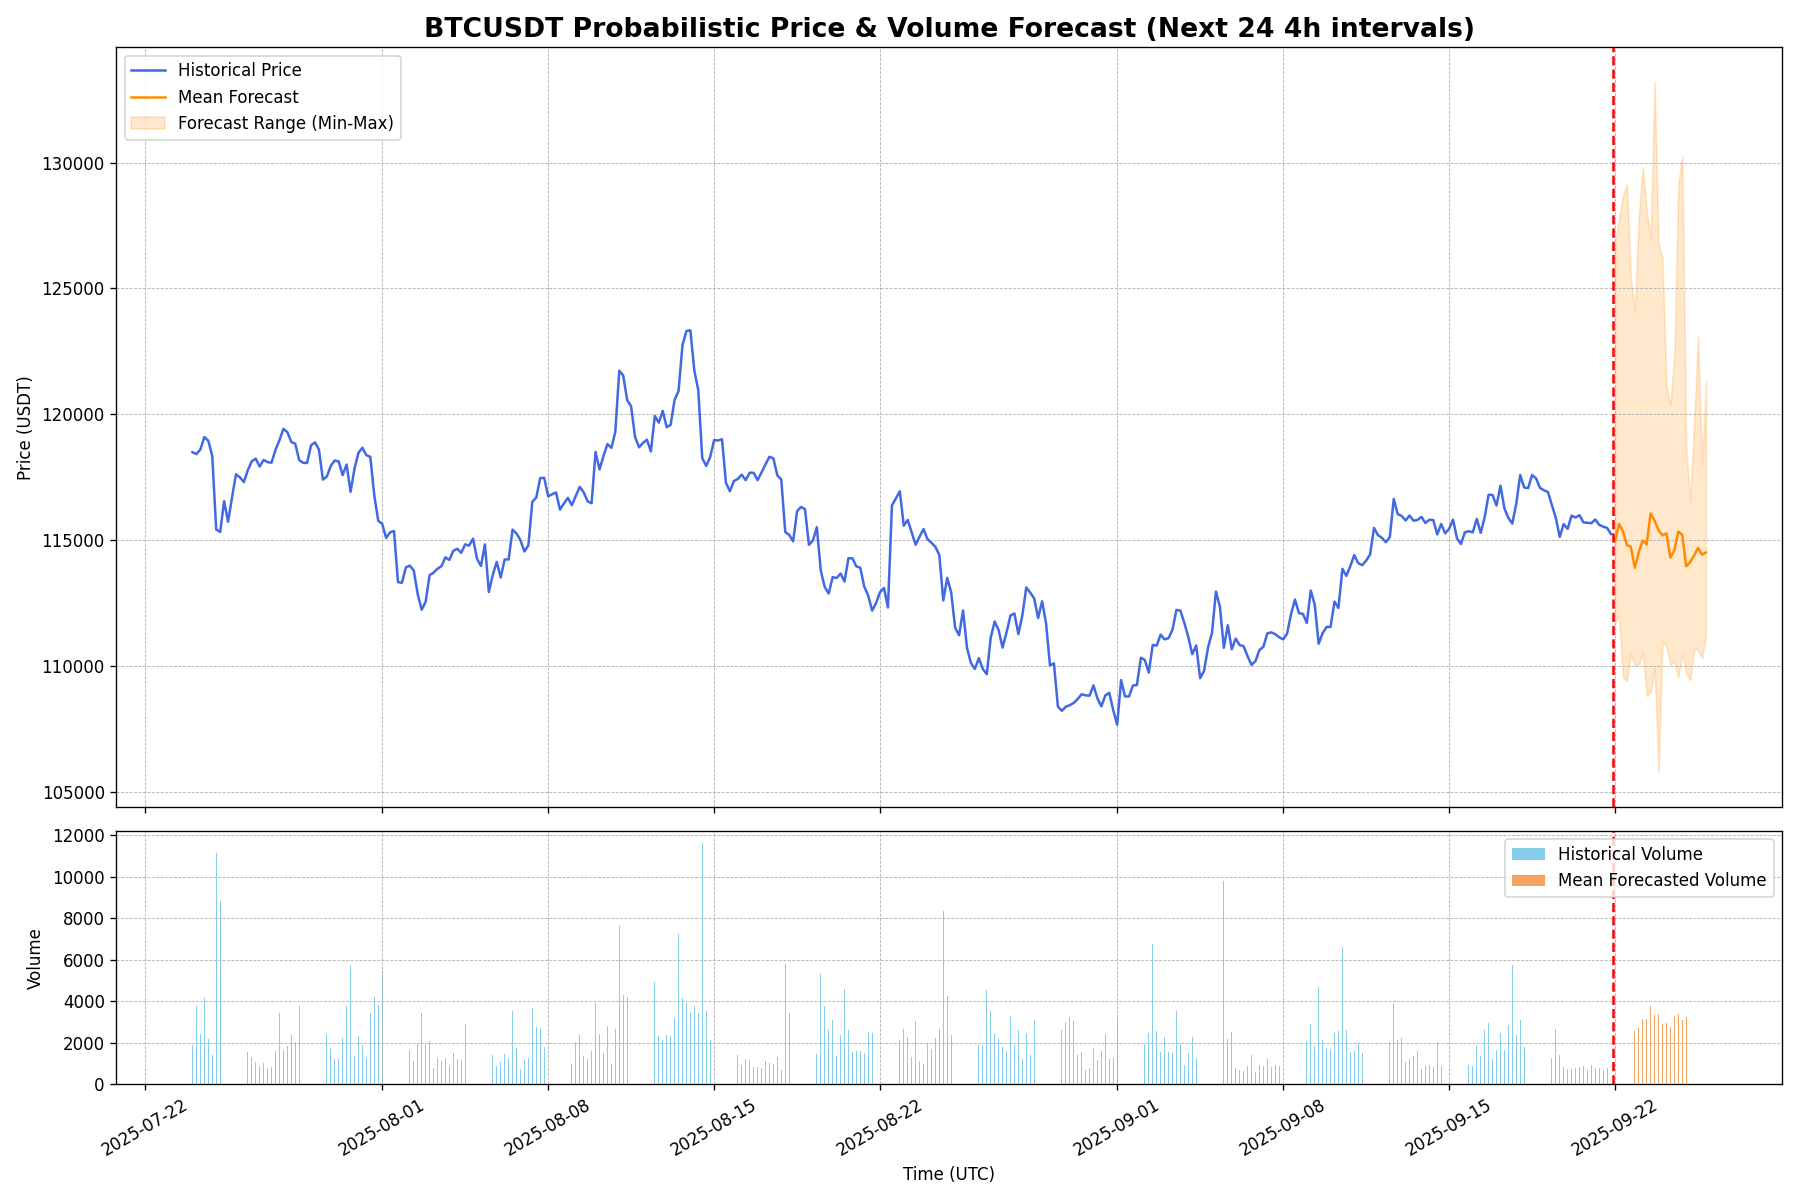 BTCUSDT Probabilistic Price & Volume Forecast (Next 24 4h intervals)
Historical Price
Mean Forecast
Forecast Range (Min-Max)
Price (USDT)
130000
125000
120000
115000
110000
105000
Historical Volume
Mean Forecasted Volume
Volume
12000
10000
8000
6000
4000
2000
0
2025-07-22
2025-08-01
2025-08-08
2025-08-15
2025-08-22
2025-09-01
2025-09-08
2025-09-15
2025-09-22
Time (UTC)